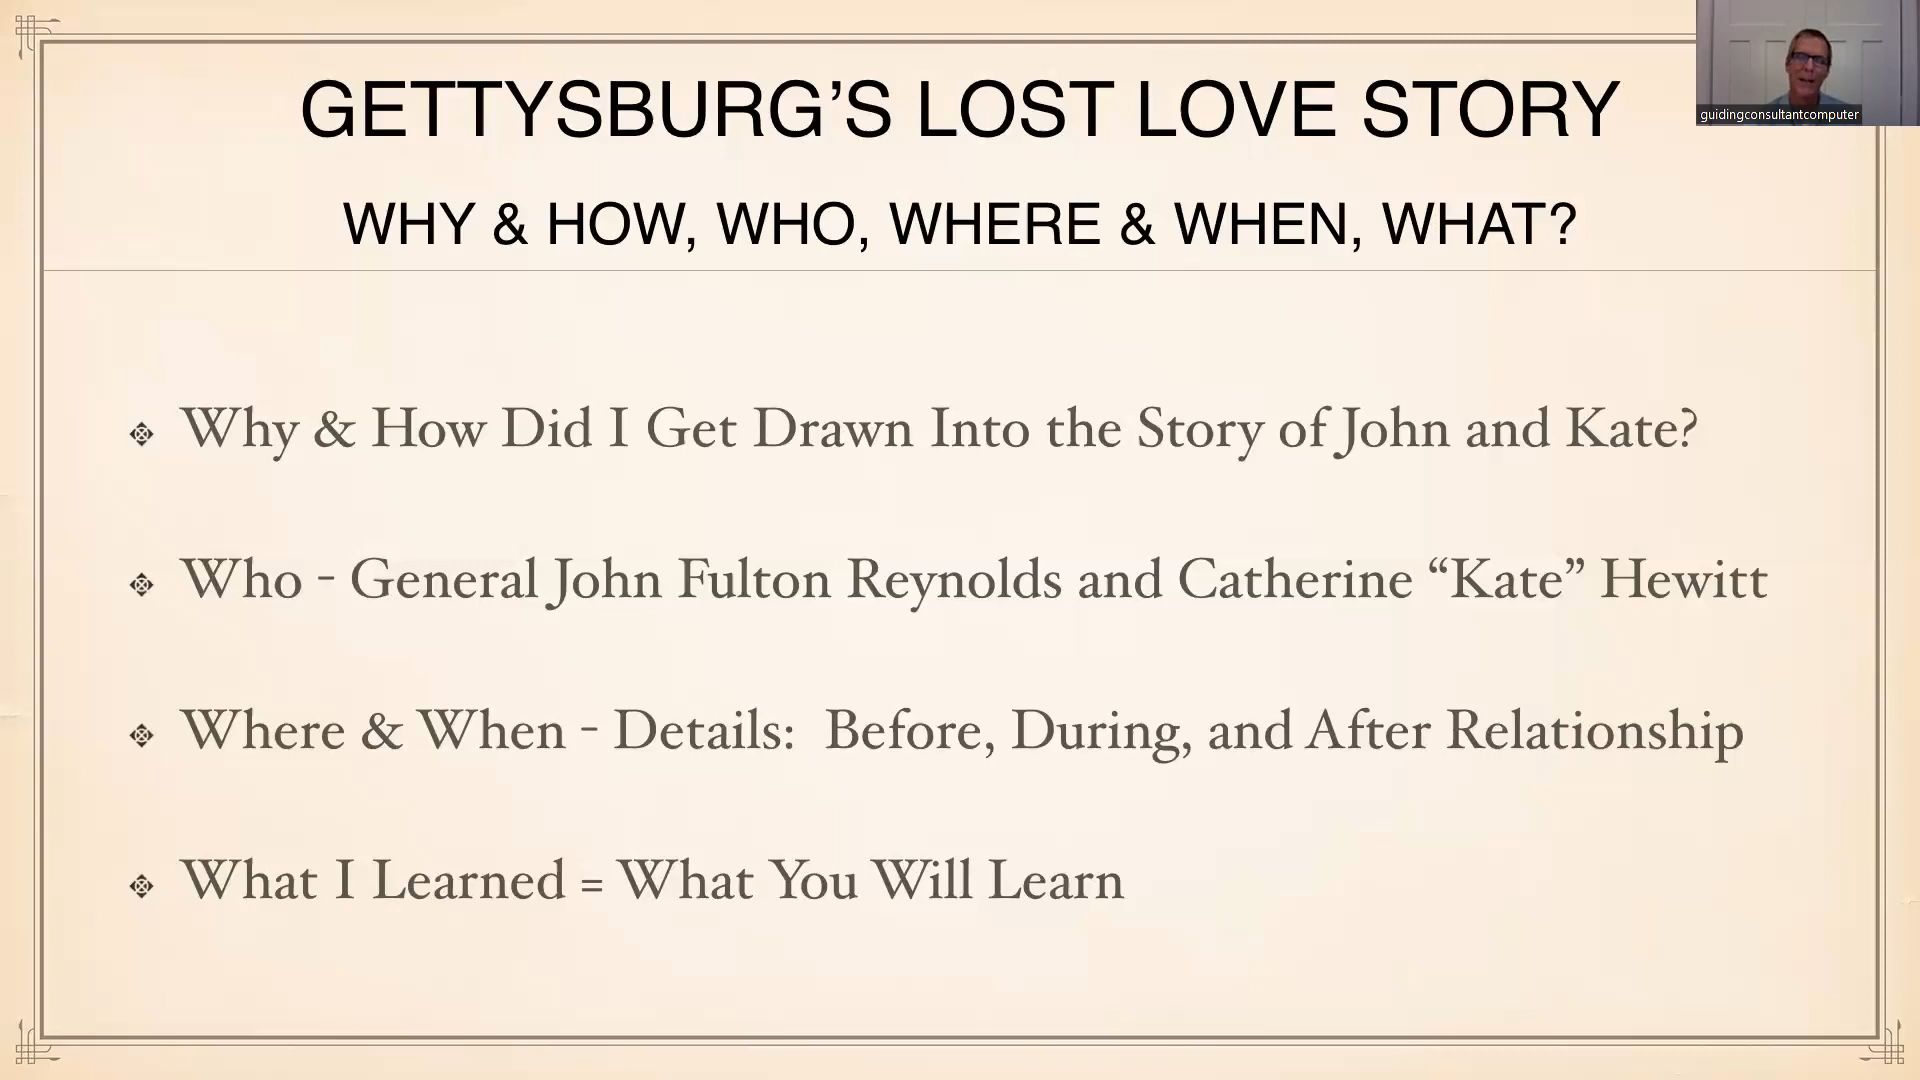 GETTYSBURG’S LOST LOVE STORY
guidingconsultantcomputer
WHY & HOW, WHO, WHERE & WHEN, WHAT?
Why & How Did I Get Drawn Into the Story of John and Kate?
Who - General John Fulton Reynolds and Catherine “Kate” Hewitt
Where & When - Details:  Before, During, and After Relationship
What I Learned = What You Will Learn